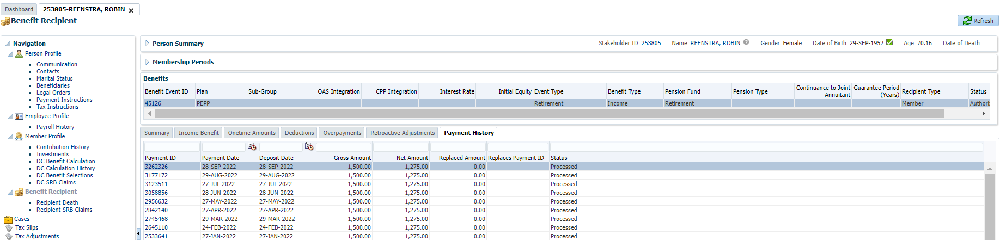 Dashboard 253805-REENSTRA, ROBIN
Benefit Recipient
Refresh
Navigation
Person Profile
Communication
Contacts
Marital Status
Beneficiaries
Legal Orders
Payment Instructions
Tax Instructions
Employee Profile
Payroll History
Member Profile
Contribution History
Investments
DC Benefit Calculation
DC Calculation History
DC Benefit Selections
DC SRB Claims
Benefit Recipient
Recipient Death
Recipient SRB Claims
Cases
Tax Slips
Tax Adjustments
Person Summary Stakeholder ID 253805 Name REENSTRA, ROBIN Gender Female Date of Birth 29-SEP-1952 Age 70.16 Date of Death
Membership Periods
Benefits
Benefit Event ID Plan Sub-Group OAS Integration CPP Integration Interest Rate Initial Equity Event Type Benefit Type Pension Fund Pension Type Continuance to Joint Annuitant Guarantee Period (Years) Recipient Type Status
45126 PEPP Retirement Income Retirement Member Authori
Summary Income Benefit Onetime Amounts Deductions Overpayments Retroactive Adjustments Payment History
Payment ID Payment Date Deposit Date Gross Amount Net Amount Replaced Amount Replaces Payment ID Status
3262326 28-SEP-2022 28-SEP-2022 1,500.00 1,275.00 0.00 Processed
3177172 29-AUG-2022 29-AUG-2022 1,500.00 1,275.00 0.00 Processed
3123511 27-JUL-2022 27-JUL-2022 1,500.00 1,275.00 0.00 Processed
3058856 28-JUN-2022 28-JUN-2022 1,500.00 1,275.00 0.00 Processed
2956632 27-MAY-2022 27-MAY-2022 1,500.00 1,275.00 0.00 Processed
2842140 27-APR-2022 27-APR-2022 1,500.00 1,275.00 0.00 Processed
2745468 29-MAR-2022 29-MAR-2022 1,500.00 1,275.00 0.00 Processed
2645110 24-FEB-2022 24-FEB-2022 1,500.00 1,275.00 0.00 Processed
2533641 27-JAN-2022 27-JAN-2022 1,500.00 1,275.00 0.00 Processed